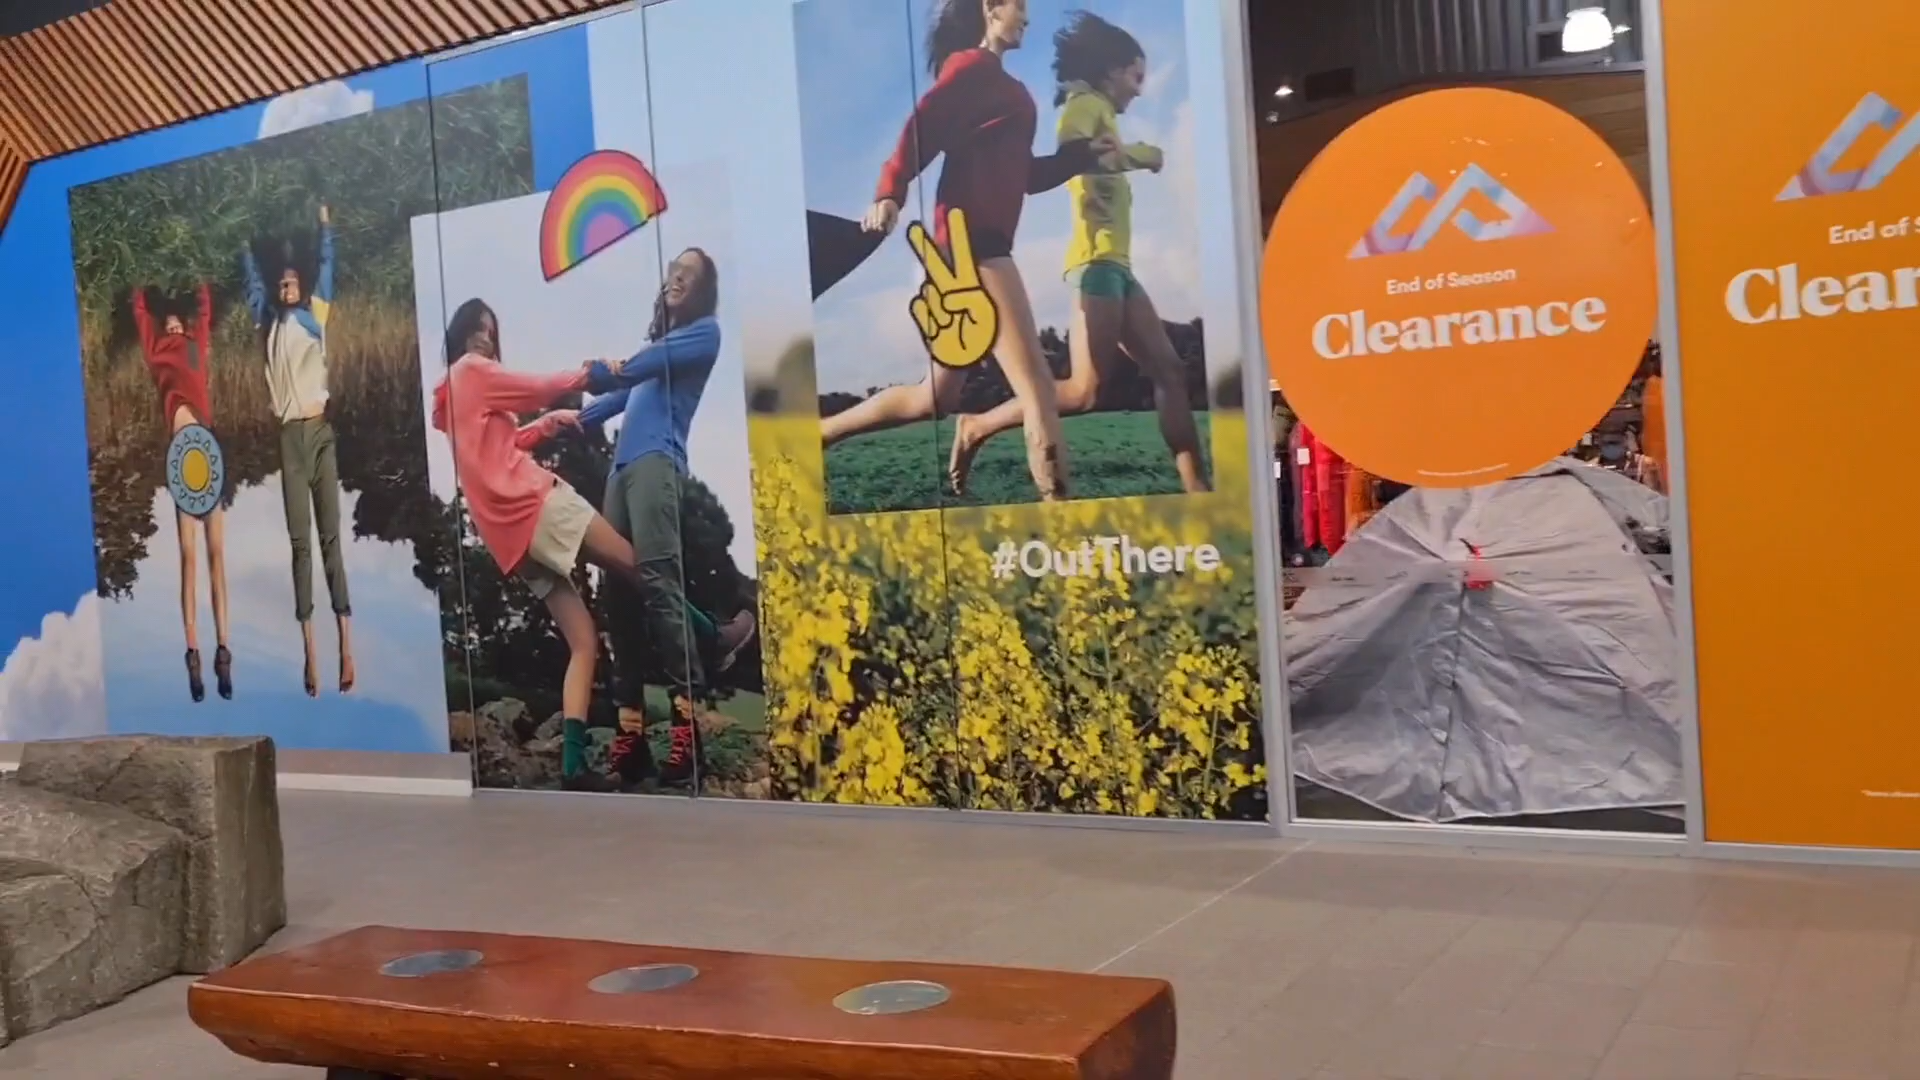 #OutThere
End of Season
Clearance
End of S
Clear